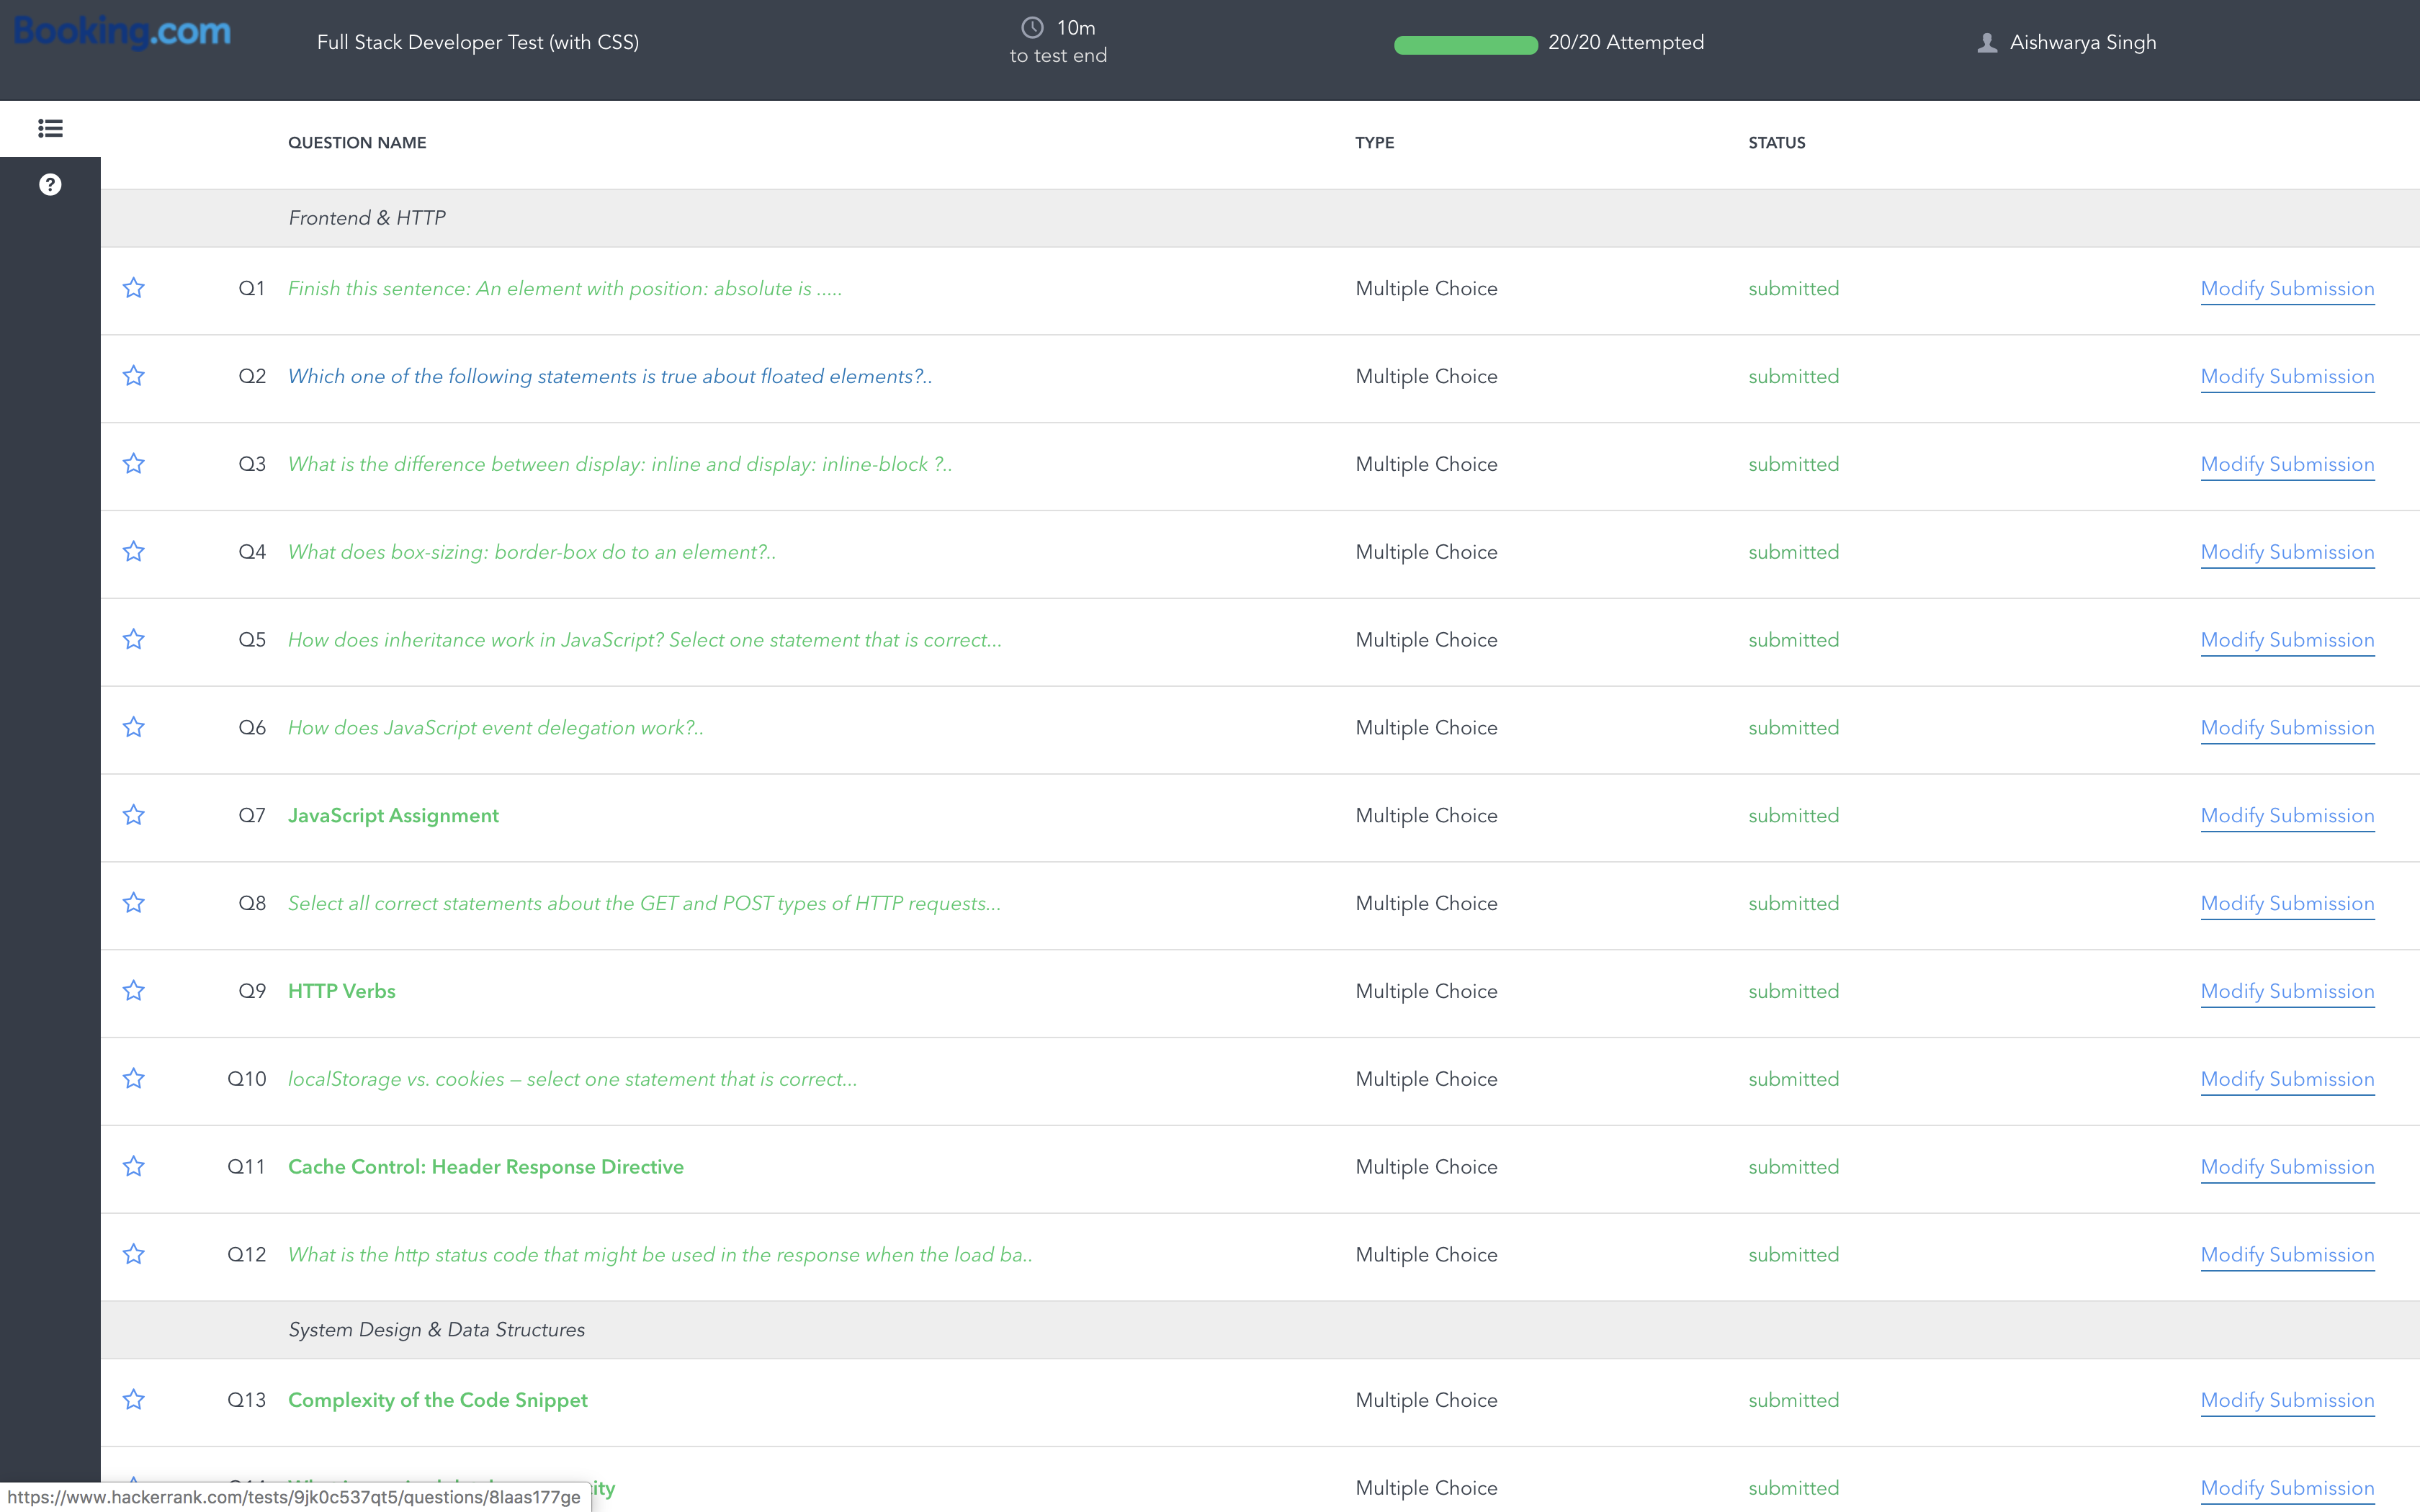 Booking.com
Full Stack Developer Test (with CSS)
10m
to test end
20/20 Attempted
Aishwarya Singh
QUESTION NAME TYPE STATUS
Frontend & HTTP
Q1 Finish this sentence: An element with position: absolute is ..... Multiple Choice submitted Modify Submission
Q2 Which one of the following statements is true about floated elements?.. Multiple Choice submitted Modify Submission
Q3 What is the difference between display: inline and display: inline-block ?.. Multiple Choice submitted Modify Submission
Q4 What does box-sizing: border-box do to an element?.. Multiple Choice submitted Modify Submission
Q5 How does inheritance work in JavaScript? Select one statement that is correct... Multiple Choice submitted Modify Submission
Q6 How does JavaScript event delegation work?.. Multiple Choice submitted Modify Submission
Q7 JavaScript Assignment Multiple Choice submitted Modify Submission
Q8 Select all correct statements about the GET and POST types of HTTP requests... Multiple Choice submitted Modify Submission
Q9 HTTP Verbs Multiple Choice submitted Modify Submission
Q10 localStorage vs. cookies – select one statement that is correct... Multiple Choice submitted Modify Submission
Q11 Cache Control: Header Response Directive Multiple Choice submitted Modify Submission
Q12 What is the http status code that might be used in the response when the load ba.. Multiple Choice submitted Modify Submission
System Design & Data Structures
Q13 Complexity of the Code Snippet Multiple Choice submitted Modify Submission
Multiple Choice submitted Modify Submission
https://www.hackerrank.com/tests/9jk0c537qt5/questions/8laas177ge